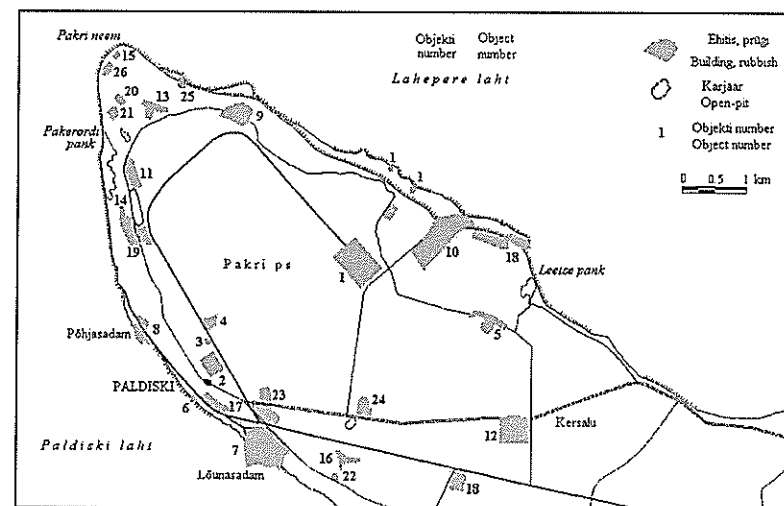 Pakri neem
15
26
20
13
21
25
9
Pakerordi
pank
11
14
19
Objekti
number
Object
number
Lahepere laht
Ehitis, prügi
Building, rubbish
Karjäär
Open-pit
1
Objekti number
Object number
0 0.5 1 km
1
1
10
18
Leetse pank
Pakri ps
1
5
4
3
2
8
Põhjasadam
PALDISKI
6
17
23
24
12
Kersalu
7
Paldiski laht
Lõunasadam
16
22
18